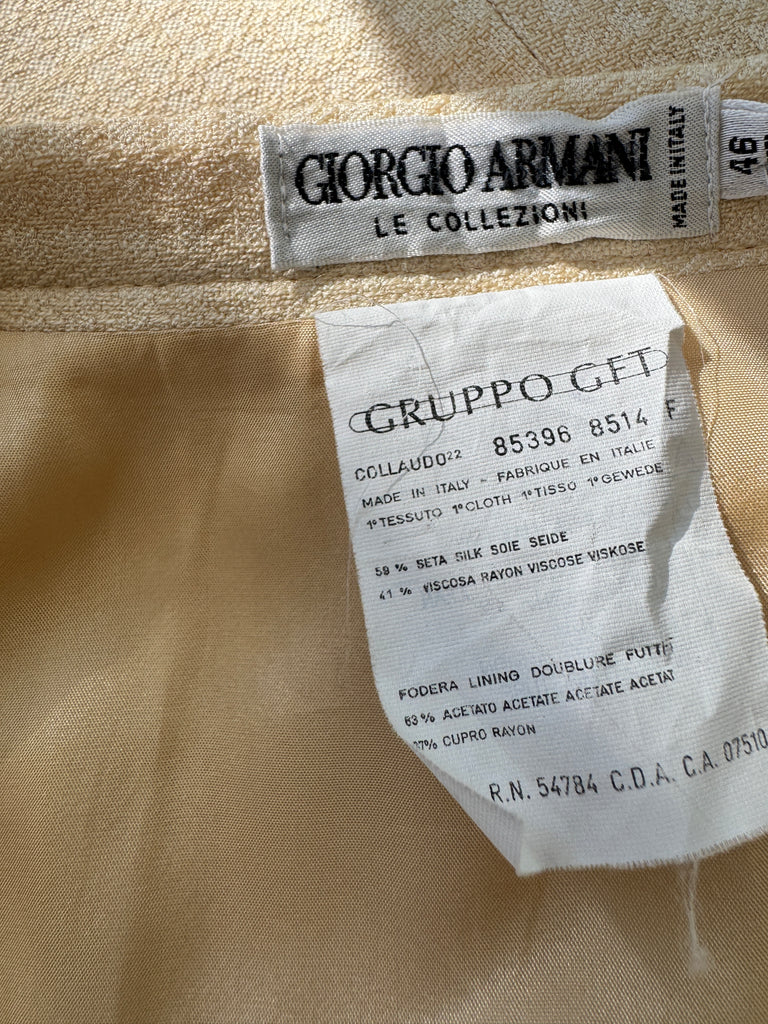 GIORGIO ARMANI
LE COLLEZIONI
MADE IN ITALY
46
GRUPPO GFT
COLLAUDO22 85396 8514 F
MADE IN ITALY - FABRIQUE EN ITALIE
1°TESSUTO 1°CLOTH 1°TISSO 1°GEWEDE
59 % SETA SILK SOIE SEIDE
41 % VISCOSA RAYON VISCOSE VISKOSE
FODERA LINING DOUBLURE
63 % ACETATO ACETATE ACETATE ACETAT
37% CUPRO RAYON
R.N. 54784 C.D.A. C.A. 07510